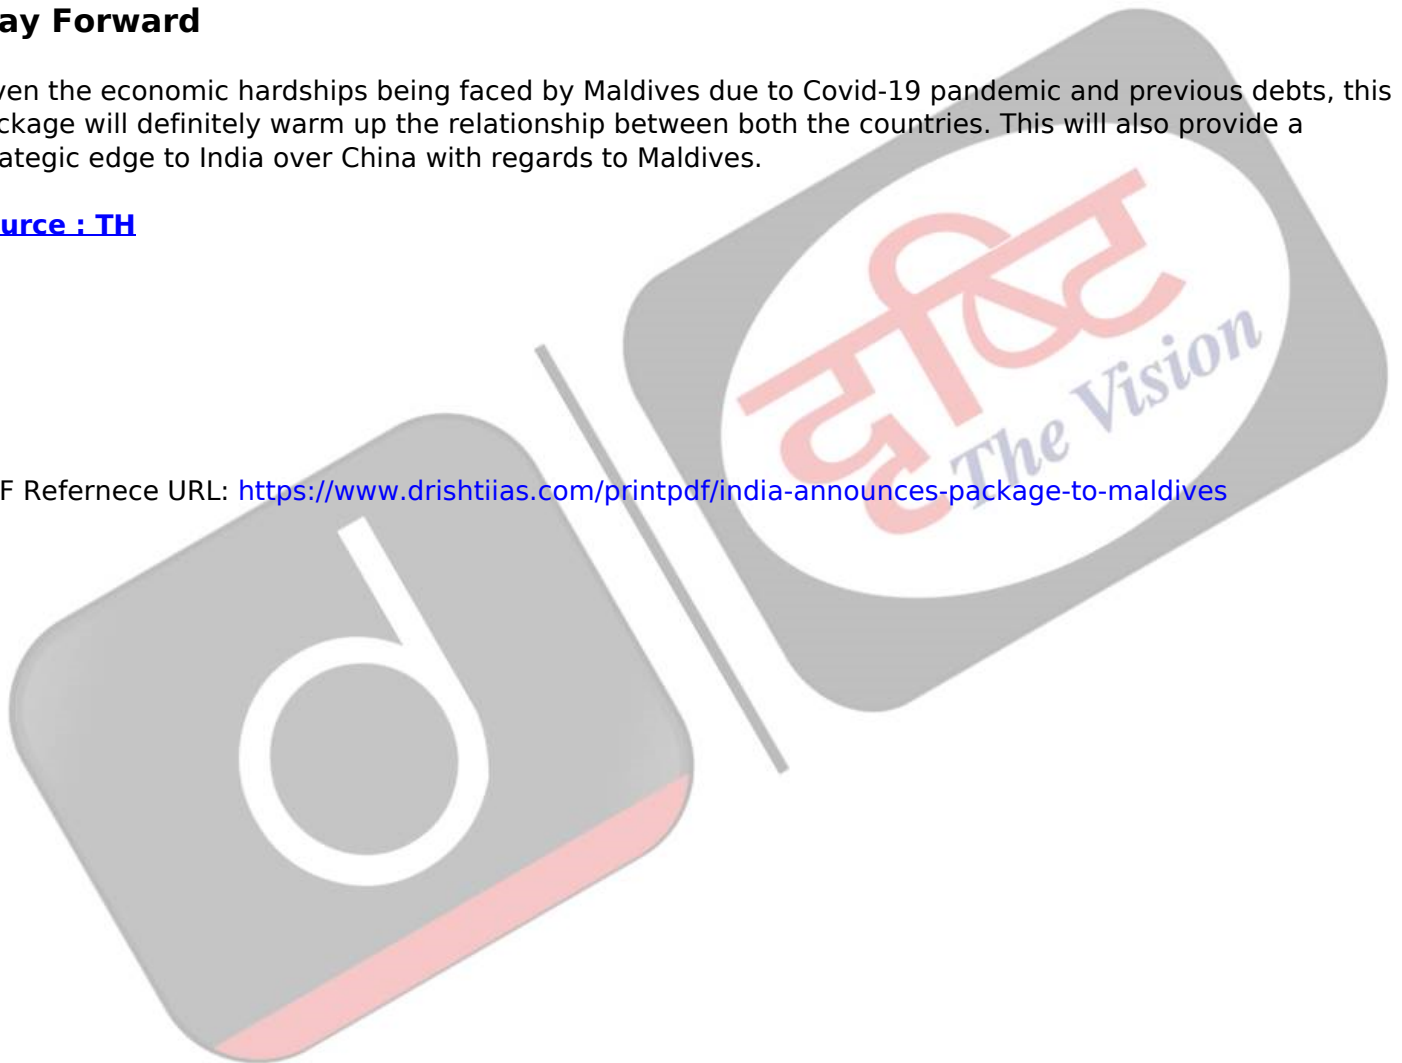 ay Forward
ven the economic hardships being faced by Maldives due to Covid-19 pandemic and previous debts, this
ckage will definitely warm up the relationship between both the countries. This will also provide a
ategic edge to India over China with regards to Maldives.
urce : TH
दृष्टि
The Vision
F Refernece URL: https://www.drishtiias.com/printpdf/india-announces-package-to-maldives
d